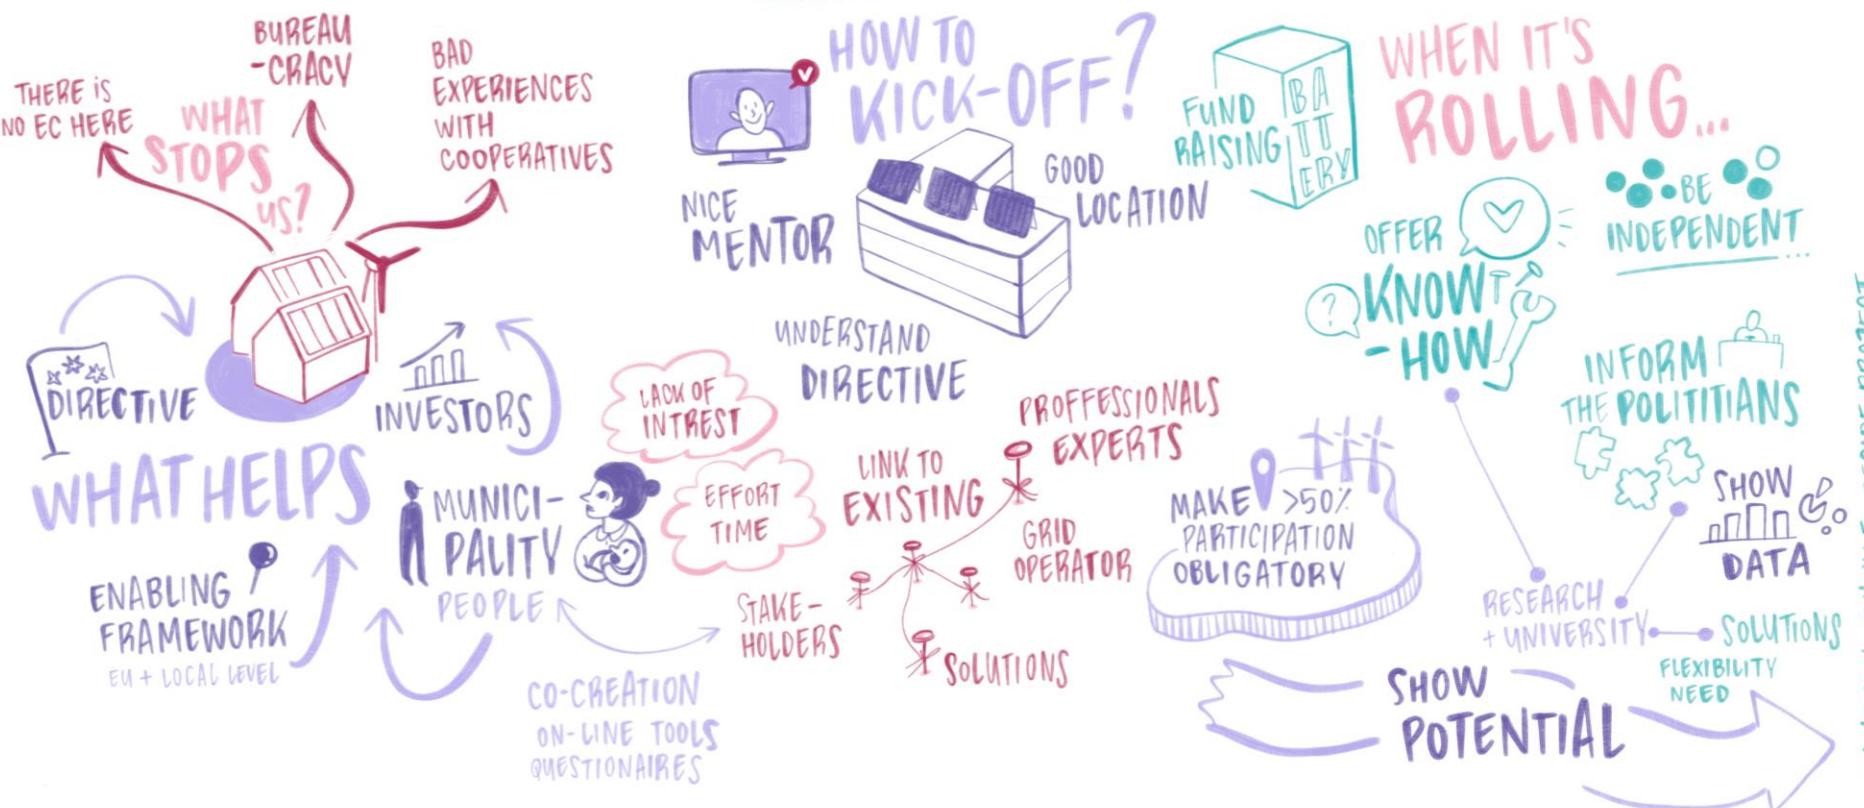 THERE IS
NO EC HERE
BUREAU
-CRACY
BAD
EXPERIENCES
WITH
COOPERATIVES
WHAT
STOPS
US?
DIRECTIVE
INVESTORS
WHAT HELPS
ENABLING
FRAMEWORK
EU + LOCAL LEVEL
MUNICI-
PALITY
PEOPLE
LACK OF
INTREST
EFFORT
TIME
CO-CREATION
ON-LINE TOOLS
QUESTIONAIRES
HOW TO
KICK-OFF?
NICE
MENTOR
GOOD
LOCATION
UNDERSTAND
DIRECTIVE
LINK TO
EXISTING
PROFFESSIONALS
EXPERTS
GRID
OPERATOR
STAKE-
HOLDERS
SOLUTIONS
FUND
RAISING
BA
TT
ERY
WHEN IT'S
ROLLING...
OFFER
KNOW
-HOW
?
BE
INDEPENDENT
...
INFORM
THE POLITITIANS
MAKE >50%
PARTICIPATION
OBLIGATORY
SHOW
DATA
RESEARCH
+ UNIVERSITY
SOLUTIONS
FLEXIBILITY
NEED
SHOW
POTENTIAL